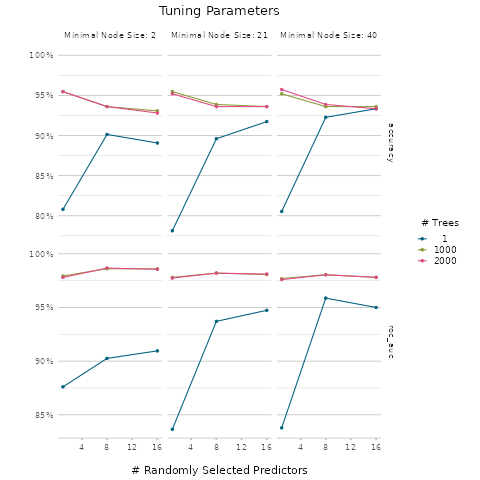 Tuning Parameters
Minimal Node Size: 2
Minimal Node Size: 21
Minimal Node Size: 40
100%
95%
90%
85%
80%
accuracy
100%
95%
90%
85%
roc_auc
4 8 12 16
4 8 12 16
4 8 12 16
# Randomly Selected Predictors
# Trees
1
1000
2000